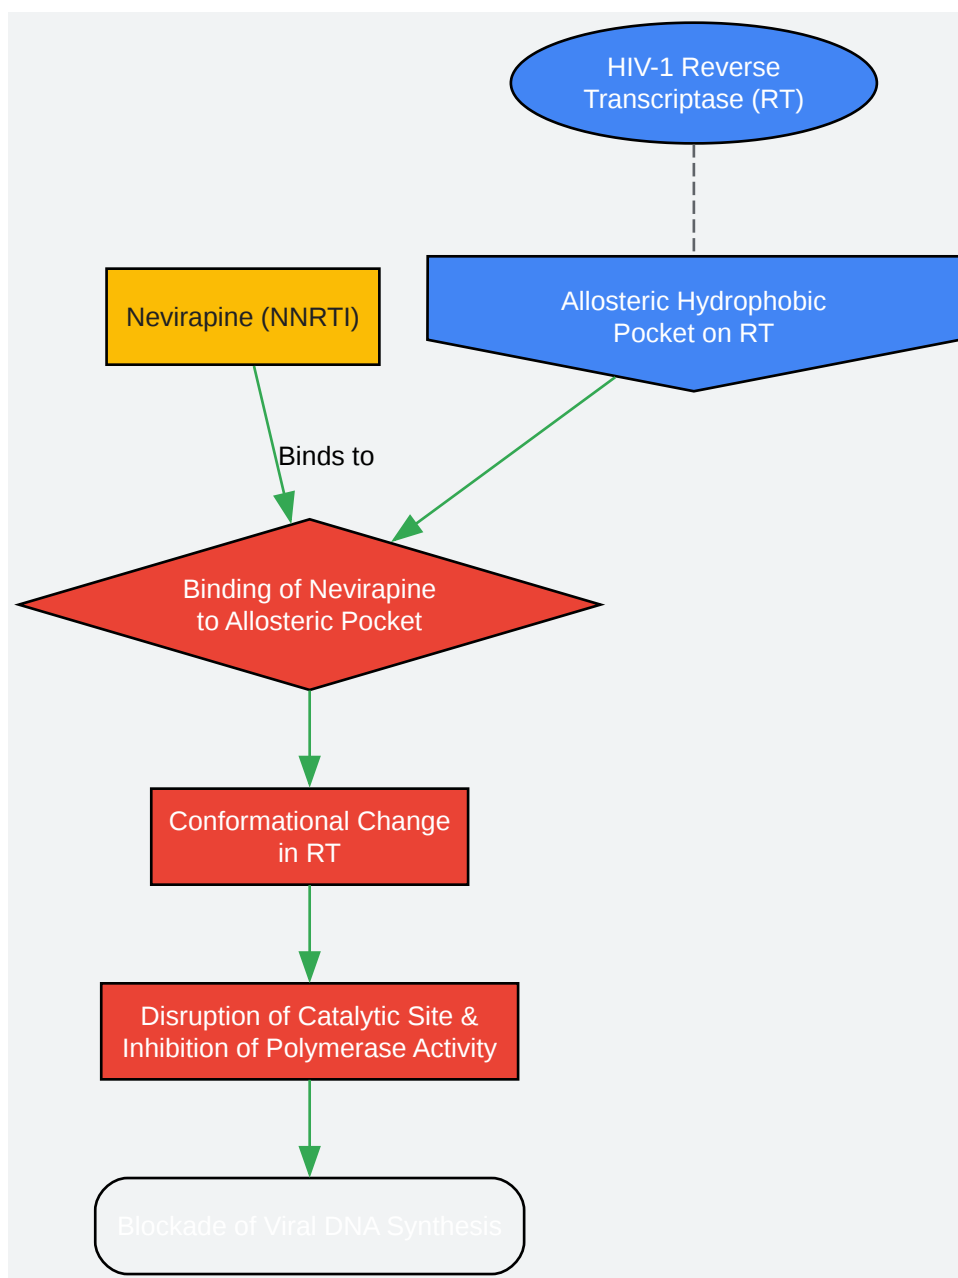 HIV-1 Reverse
Transcriptase (RT)
Nevirapine (NNRTI)
Allosteric Hydrophobic
Pocket on RT
Binds to
Binding of Nevirapine
to Allosteric Pocket
Conformational Change
in RT
Disruption of Catalytic Site &
Inhibition of Polymerase Activity
Blockade of Viral DNA Synthesis